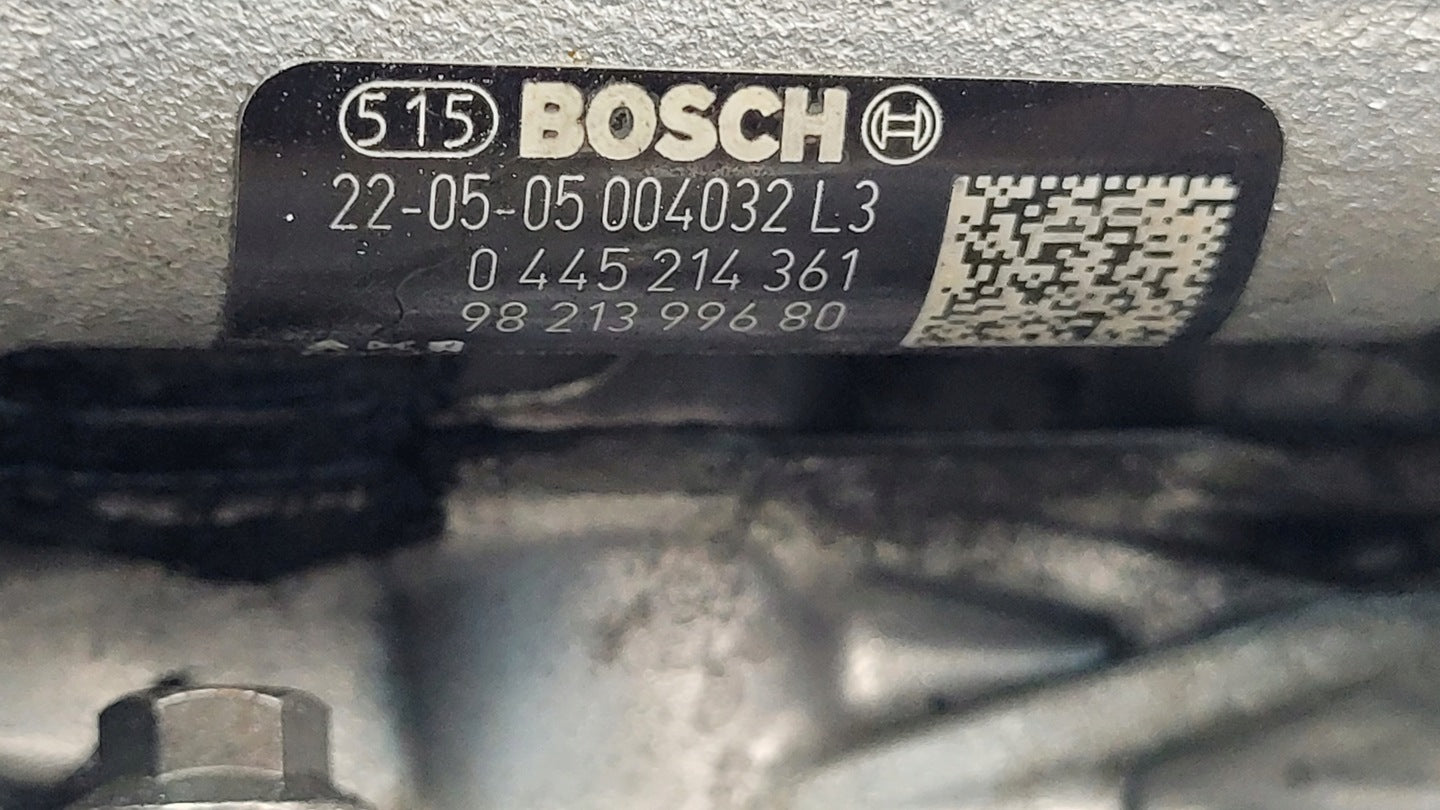 515 BOSCH
22-05-05 004032 L3
0 445 214 361
98 213 996 80